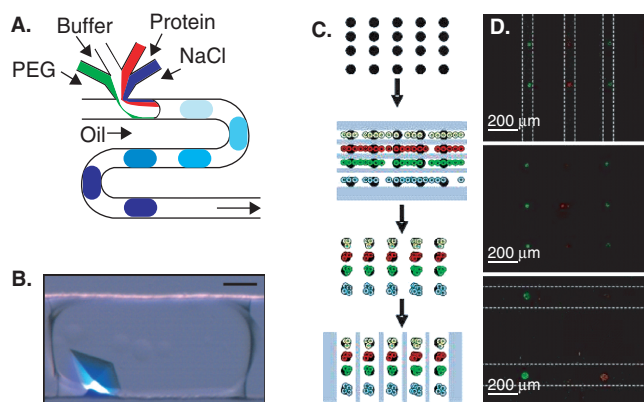 A.
Buffer
Protein
PEG
NaCl
Oil
B.
C.
D.
200 µm
200 µm
200 µm